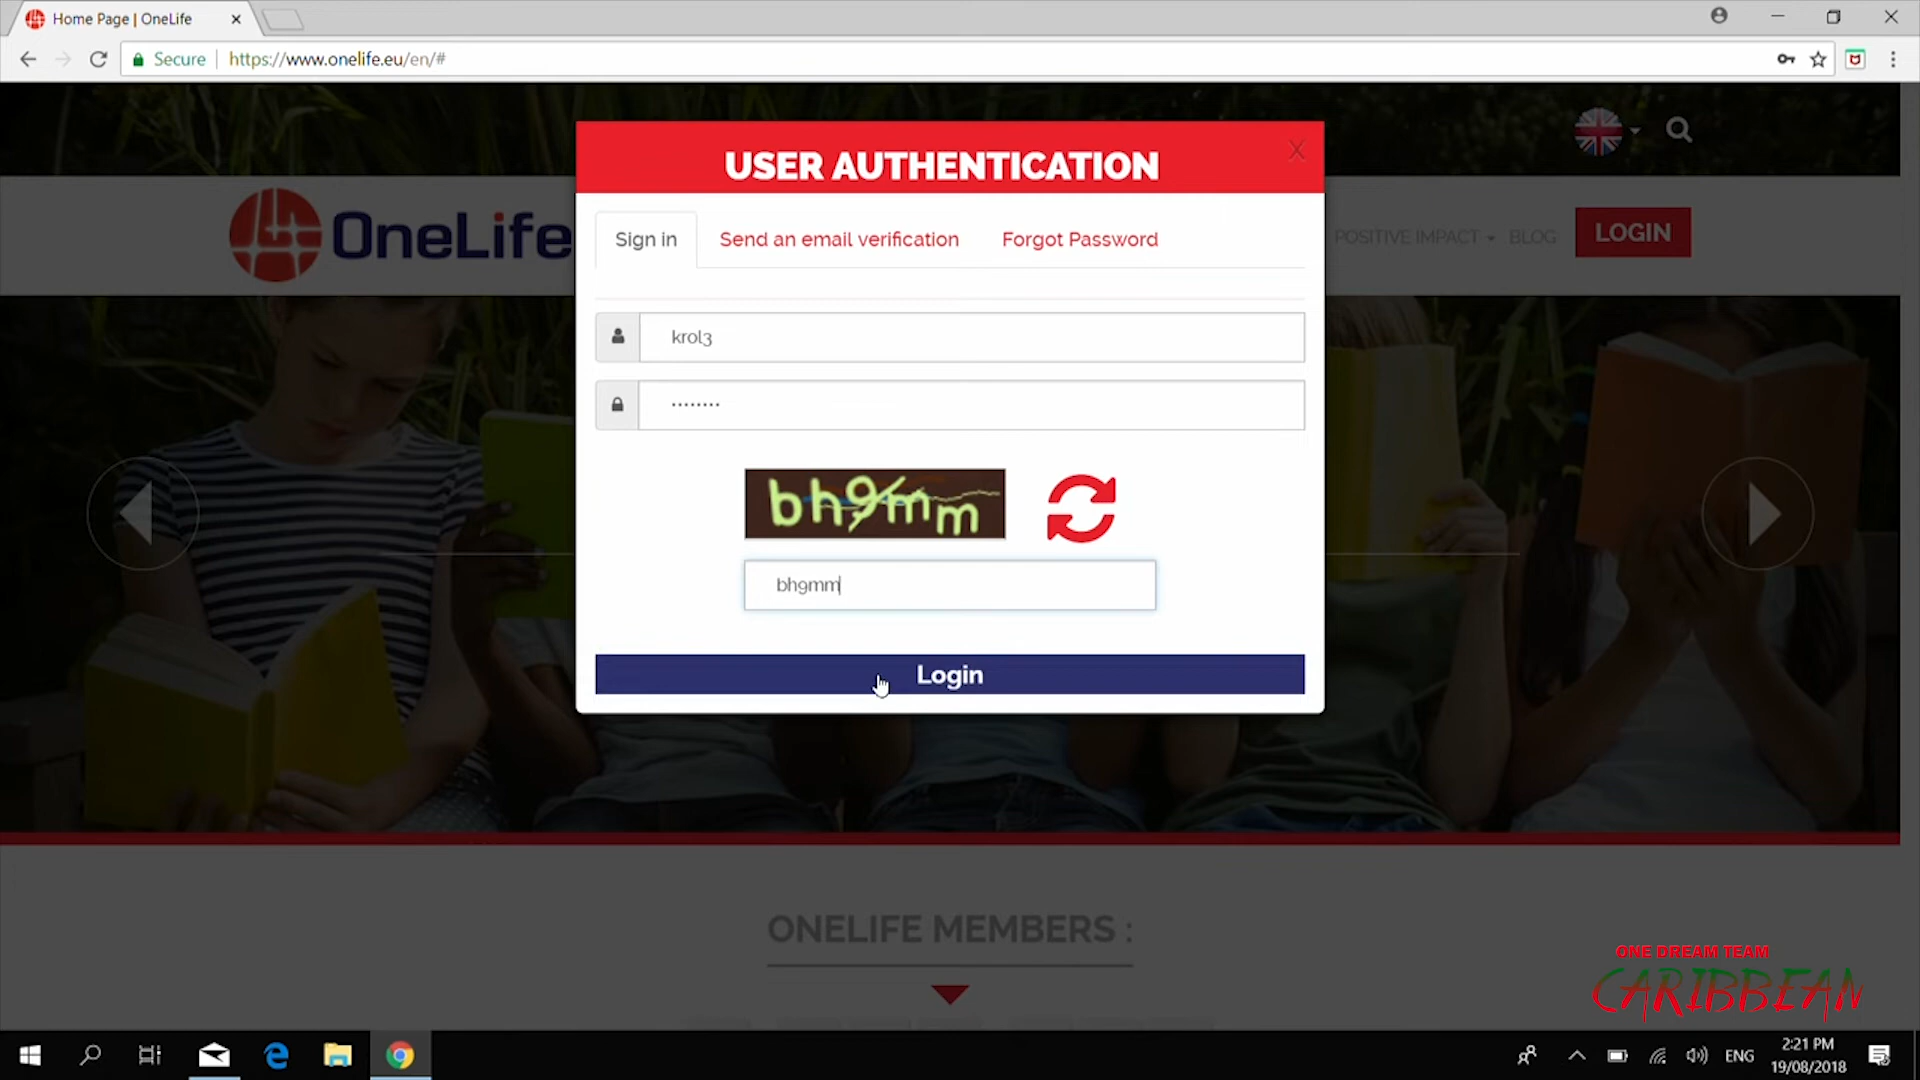 Home Page | OneLife
Secure
https://www.onelife.eu/en/#
USER AUTHENTICATION
X
Sign in
Send an email verification
Forgot Password
OneLife
POSITIVE IMPACT
BLOG
LOGIN
krol3
bh9mm
bh9mm
Login
ONELIFE MEMBERS :
ONE DREAM TEAM
CARIBBEAN
ENG
2:21 PM
19/08/2018